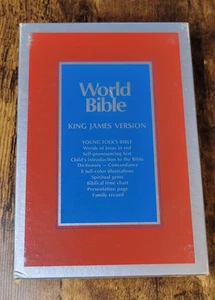 World
Bible
KING JAMES VERSION
YOUNG FOLK'S BIBLE
Words of Jesus in red
Self-pronouncing text
Child's introduction to the Bible
Dictionary — Concordance
8 full-color illustrations
Spiritual gems
Biblical time chart
Presentation page
Family record